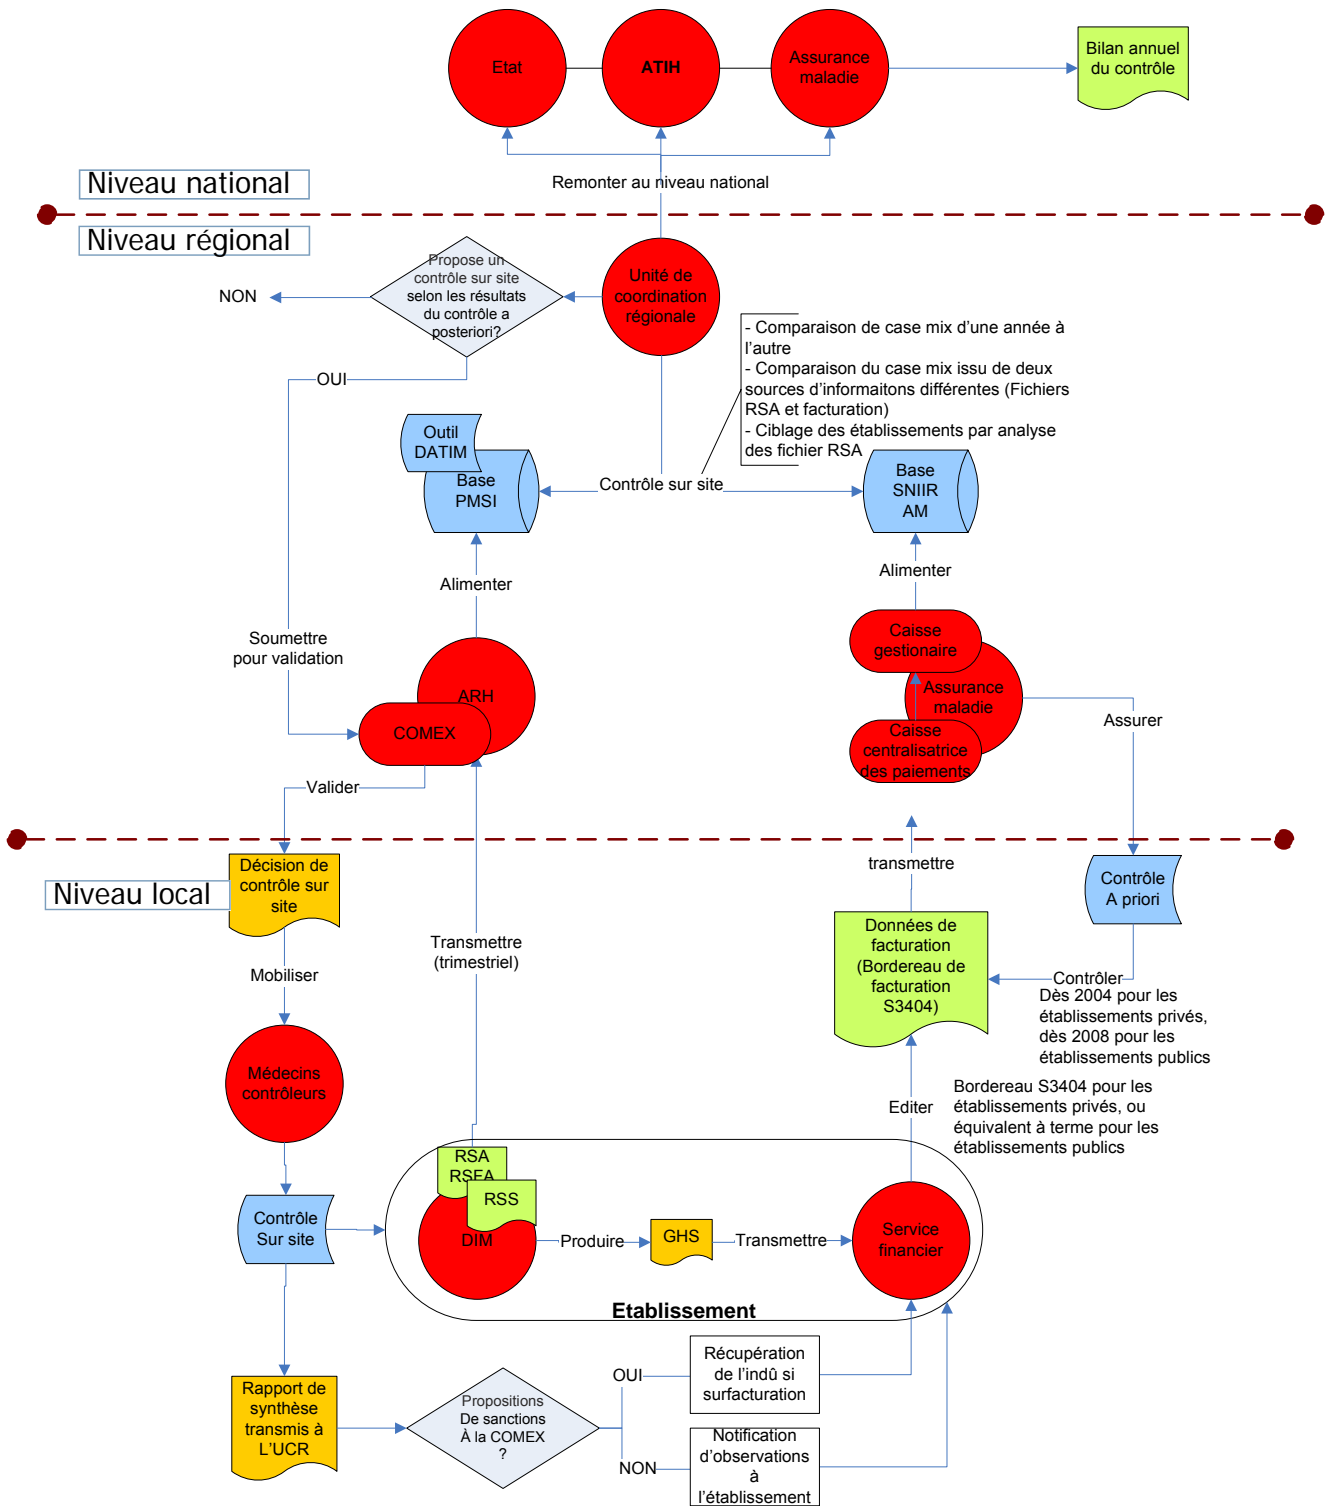 Etat
ATIH
Assurance
maladie
Bilan annuel
du contrôle
Niveau national
Remonter au niveau national
Niveau régional
Propose un
contrôle sur site
selon les résultats
du contrôle a
posteriori?
NON
Unité de
coordination
régionale
- Comparaison de case mix d'une année à
l'autre
- Comparaison du case mix issu de deux
sources d'informaitons différentes (Fichiers
RSA et facturation)
- Ciblage des établissements par analyse
des fichier RSA
OUI
Outil
DATIM
Base
PMSI
Contrôle sur site
Base
SNIIR
AM
Alimenter
Alimenter
Soumettre
pour validation
ARH
COMEX
Caisse
gestionaire
Assurance
maladie
Caisse
centralisatrice
des paiements
Assurer
Valider
Niveau local
Décision de
contrôle sur
site
transmettre
Contrôle
A priori
Données de
facturation
(Bordereau de
facturation
S3404)
Transmettre
(trimestriel)
Mobiliser
Contrôler
Dès 2004 pour les
établissements privés,
dès 2008 pour les
établissements publics
Médecins
contrôleurs
Editer
Bordereau S3404 pour les
établissements privés, ou
équivalent à terme pour les
établissements publics
RSA
RSFA
RSS
DIM
Contrôle
Sur site
Produire
GHS
Transmettre
Service
financier
Etablissement
Rapport de
synthèse
transmis à
L'UCR
Propositions
De sanctions
À la COMEX
?
OUI
Récupération
de l'indû si
surfacturation
NON
Notification
d'observations
à
l'établissement